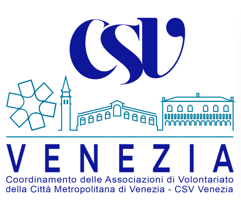 CSV
VENEZIA
Coordinamento delle Associazioni di Volontariato
della Città Metropolitana di Venezia - CSV Venezia